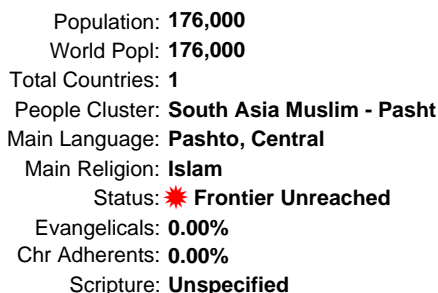 Population: 176,000
World Popl: 176,000
Total Countries: 1
People Cluster: South Asia Muslim - Pasht
Main Language: Pashto, Central
Main Religion: Islam
Status: Frontier Unreached
Evangelicals: 0.00%
Chr Adherents: 0.00%
Scripture: Unspecified